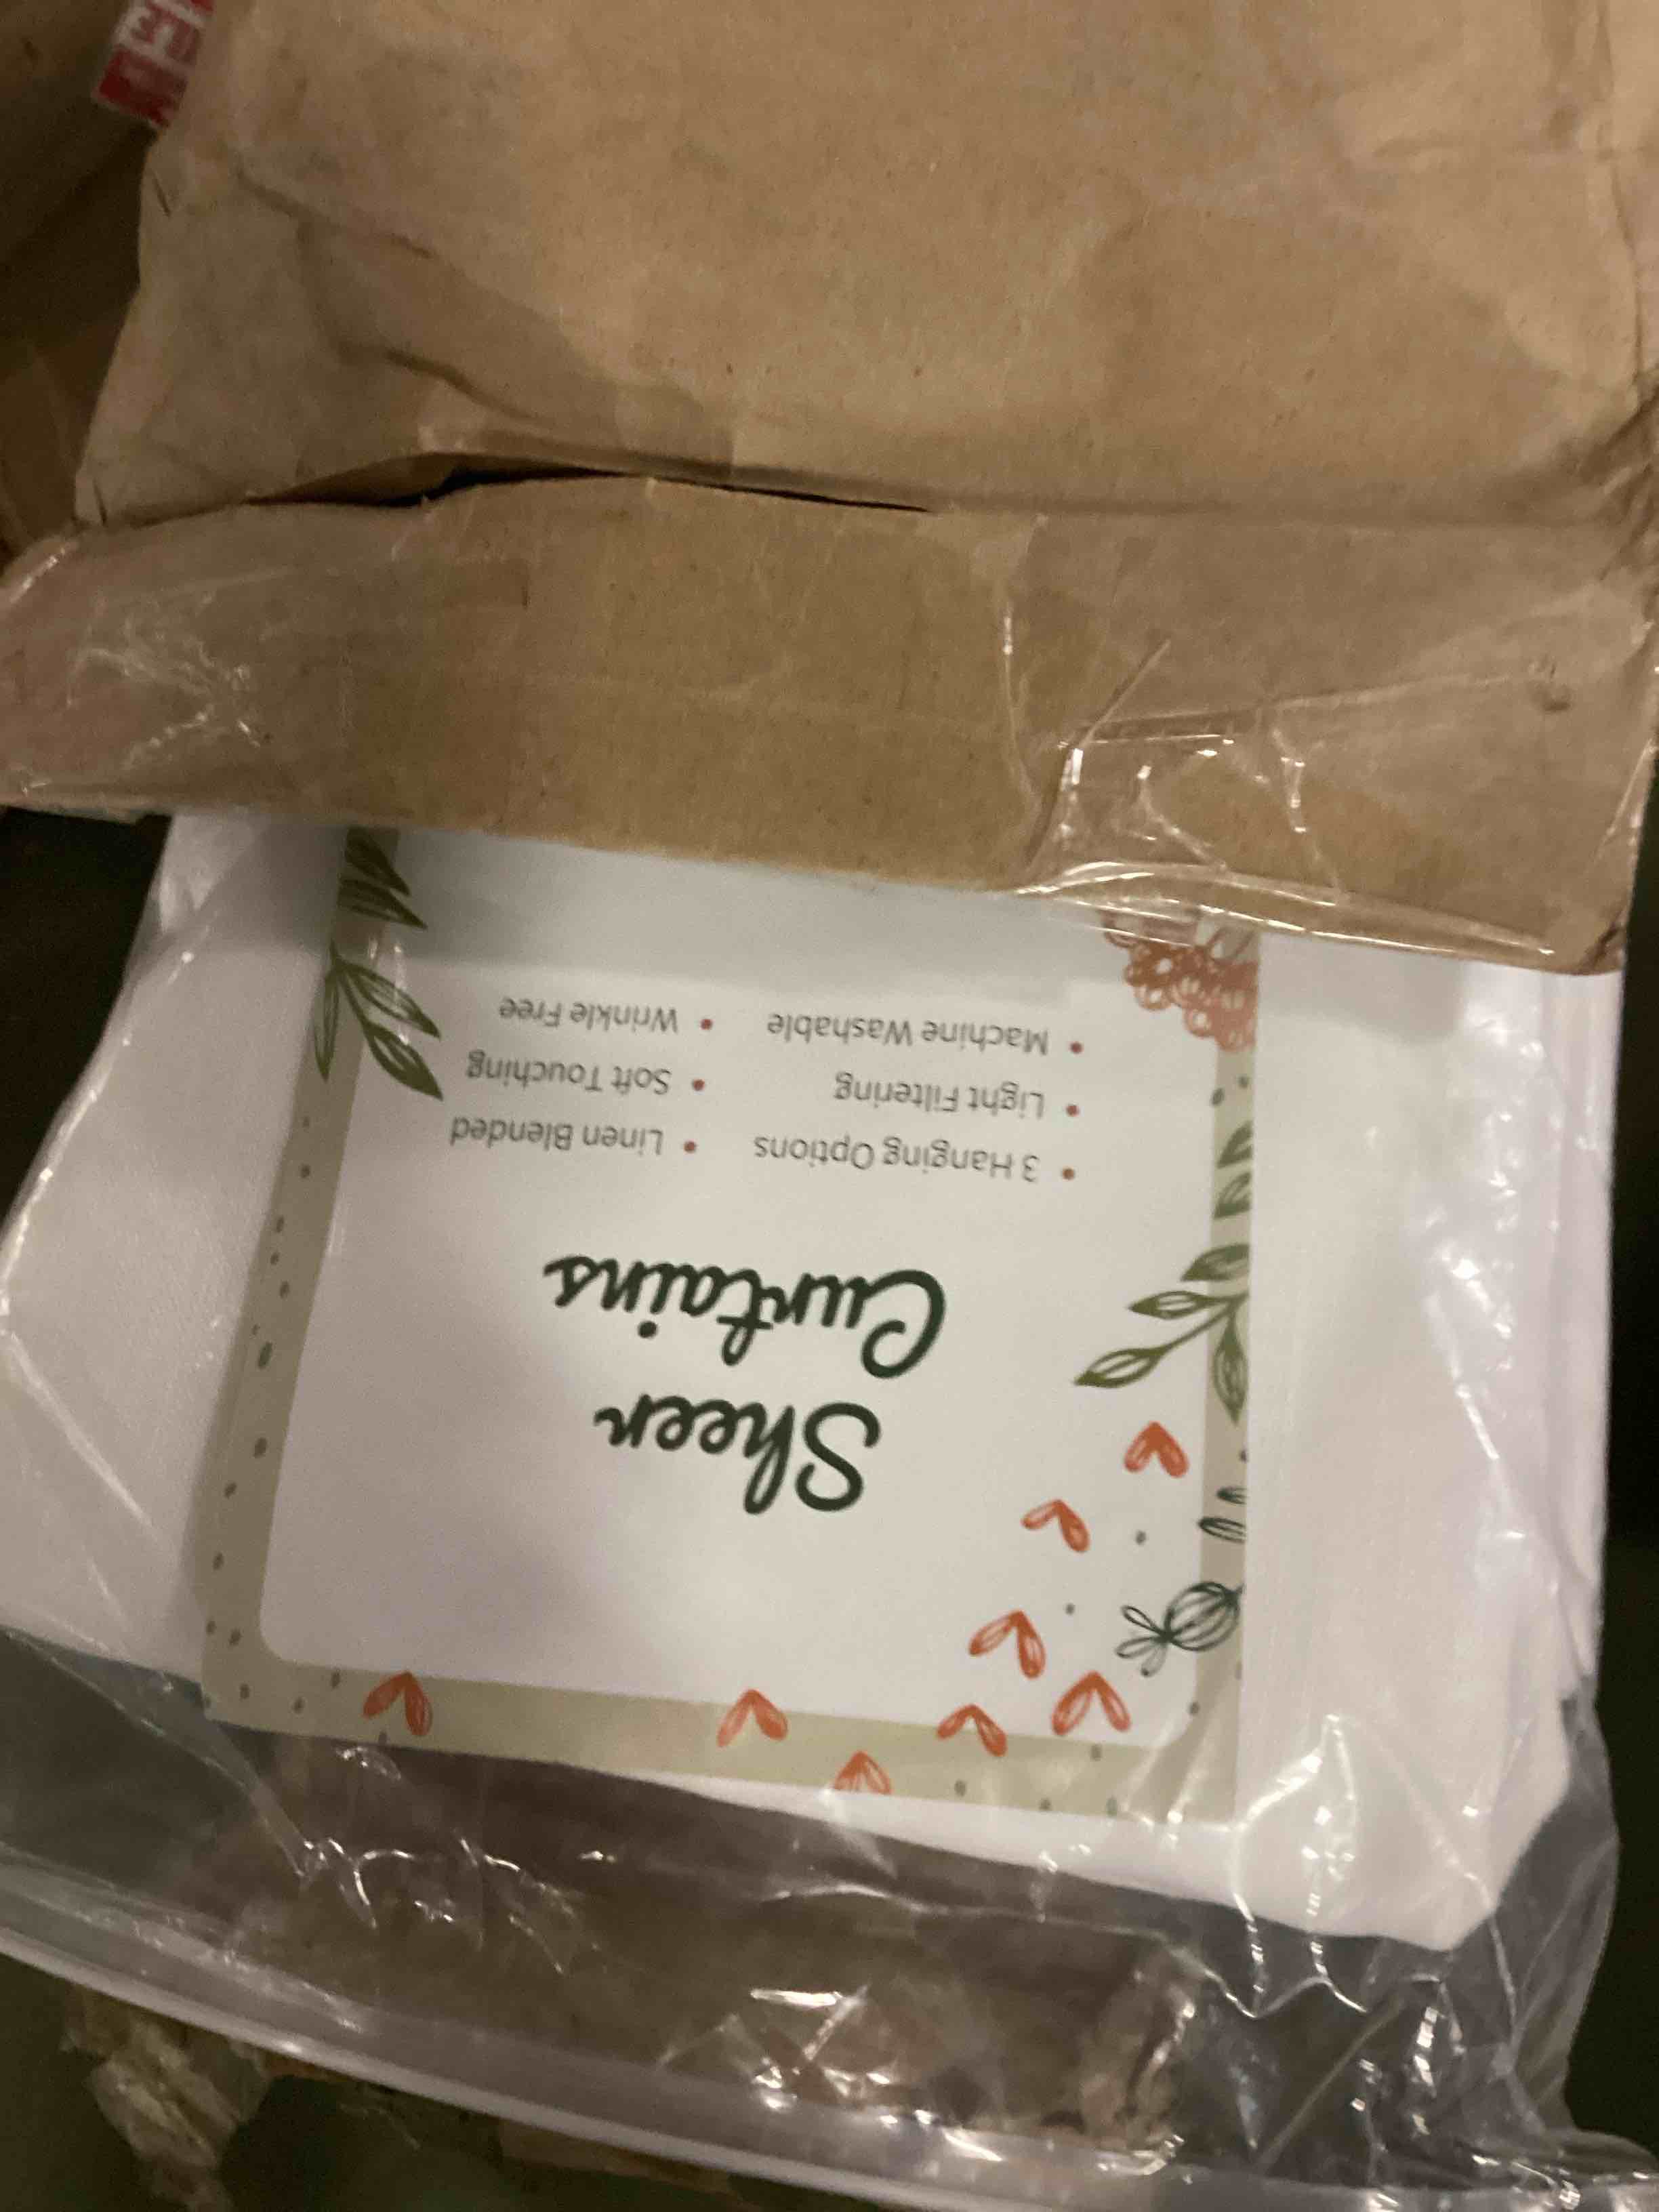 Sheer
Curtains
• 3 Hanging Options • Linen Blended
• Light Filtering • Soft Touching
• Machine Washable • Wrinkle Free